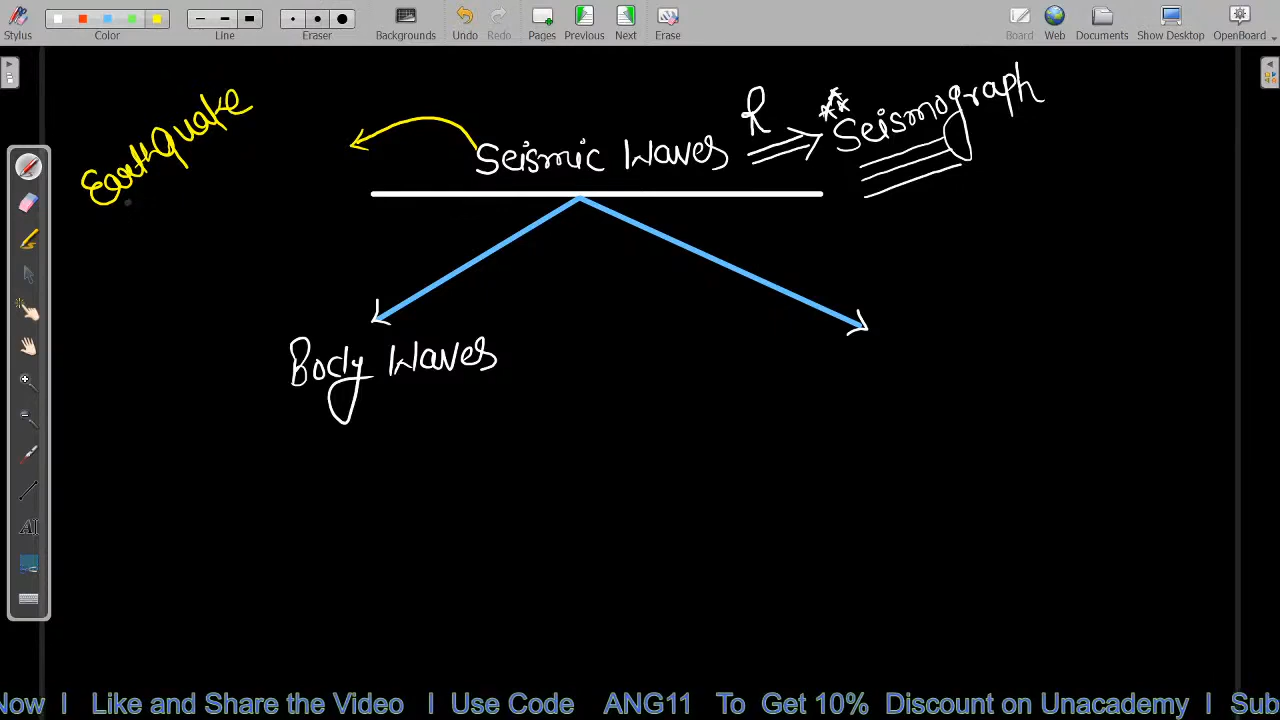 Stylus
Color
Line
Eraser
Backgrounds
Undo
Redo
Pages
Previous
Next
Erase
Board
Web
Documents
Show Desktop
OpenBoard
EarthQuake
Seismic Waves
R
Seismograph
Body Waves
Now I Like and Share the Video I Use Code ANG11 To Get 10% Discount on Unacademy I Sub